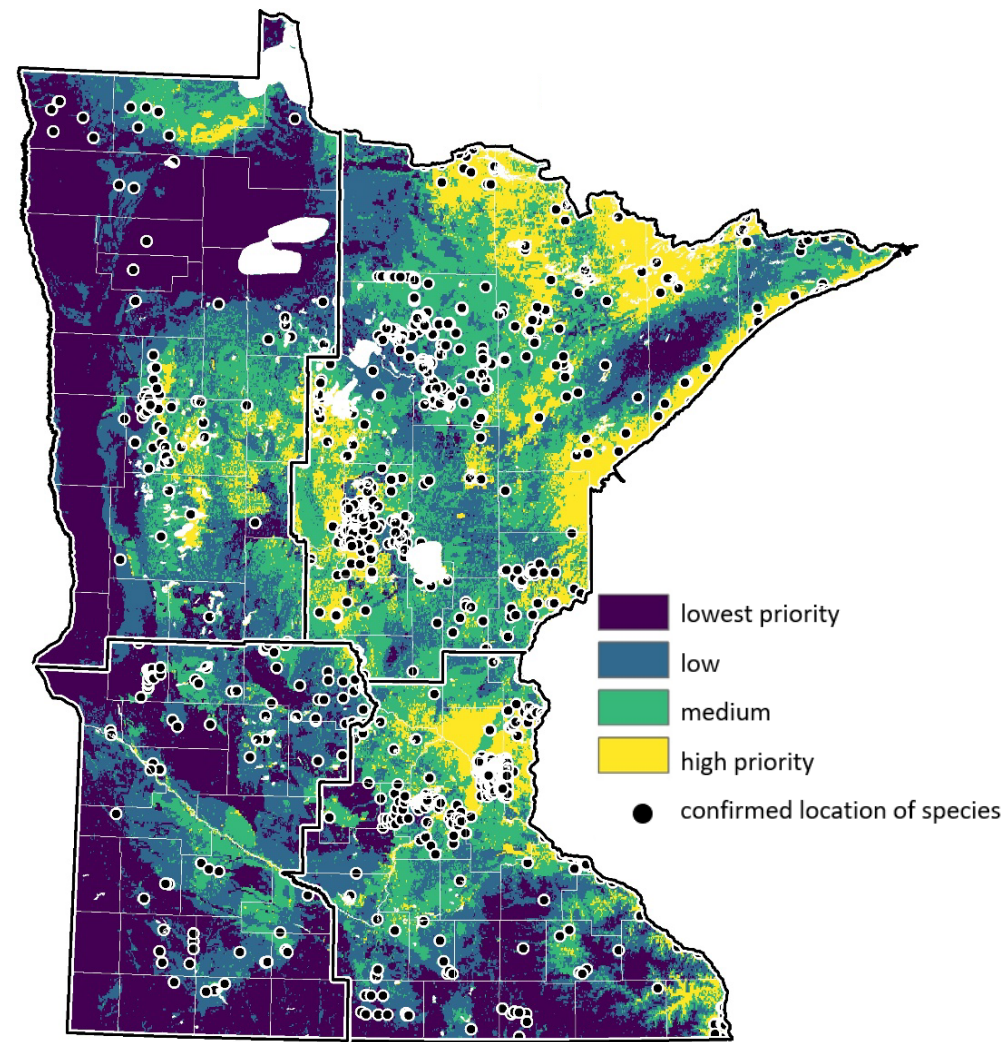 lowest priority
low
medium
high priority
confirmed location of species